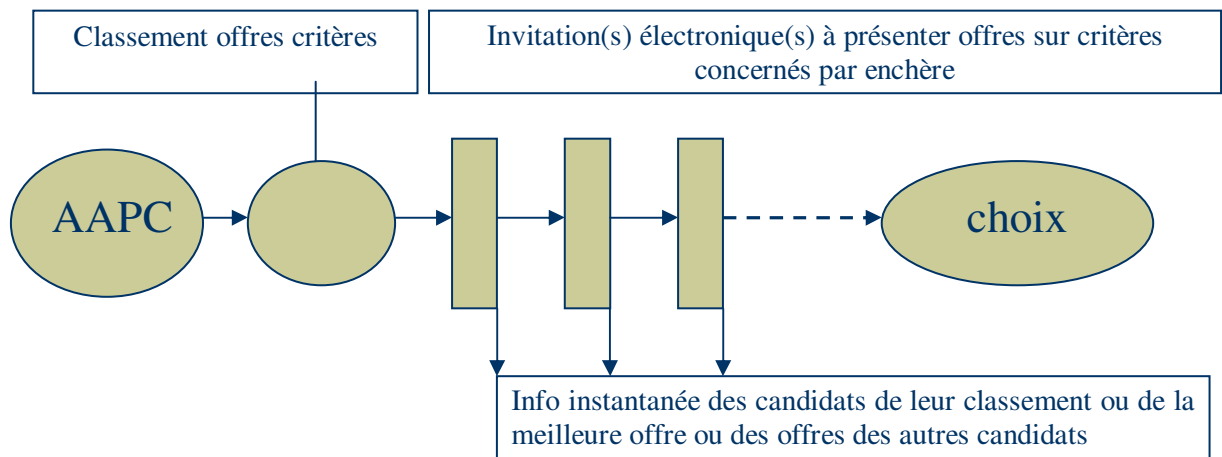 Classement offres critères
Invitation(s) électronique(s) à présenter offres sur critères
concernés par enchère
AAPC
choix
Info instantanée des candidats de leur classement ou de la
meilleure offre ou des offres des autres candidats